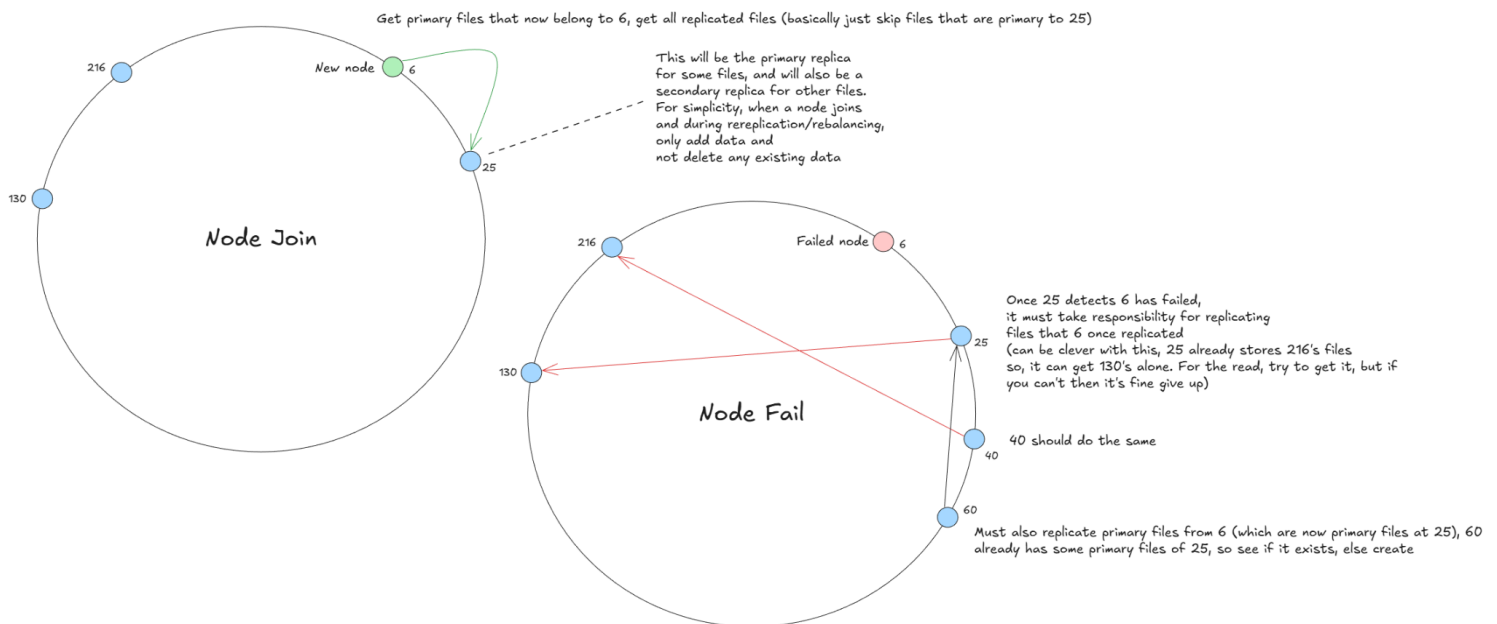 Get primary files that now belong to 6, get all replicated files (basically just skip files that are primary to 25)
216
New node
6
This will be the primary replica
for some files, and will also be a
secondary replica for other files.
For simplicity, when a node joins
and during rereplication/rebalancing,
only add data and
not delete any existing data
25
130
Node Join
216
Failed node
6
Once 25 detects 6 has failed,
it must take responsibility for replicating
files that 6 once replicated
(can be clever with this, 25 already stores 216's files
so, it can get 130's alone. For the read, try to get it, but if
you can't then it's fine give up)
25
130
Node Fail
40 should do the same
40
60
Must also replicate primary files from 6 (which are now primary files at 25), 60
already has some primary files of 25, so see if it exists, else create